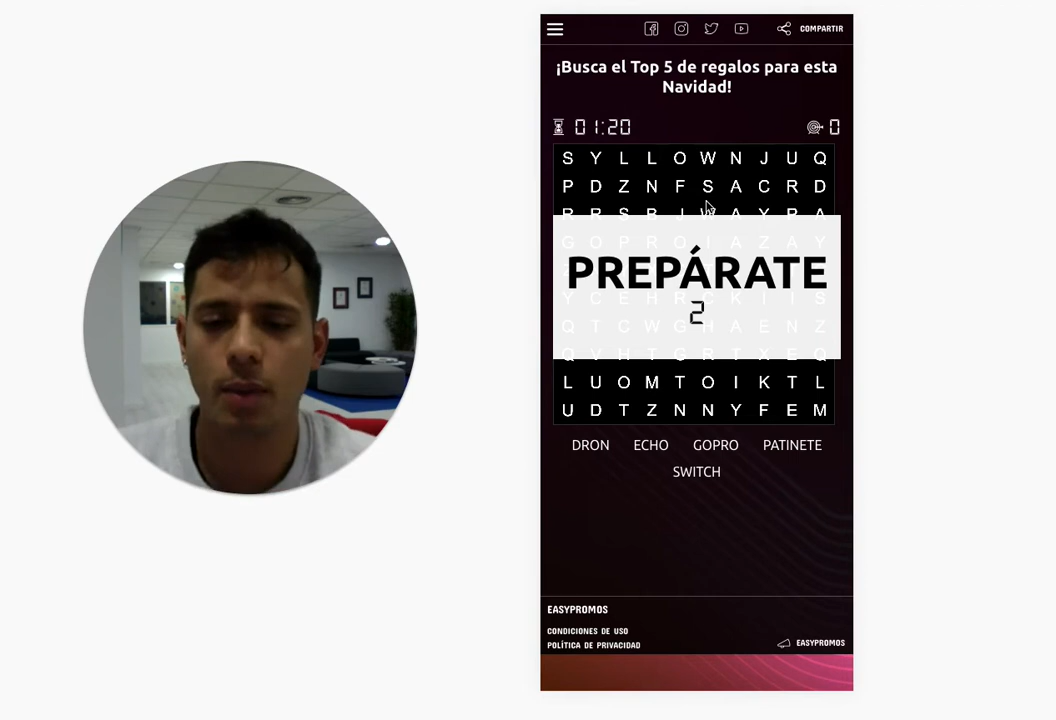 COMPARTIR
¡Busca el Top 5 de regalos para esta
Navidad!
01:20
0
S Y L L O W N J U Q
P D Z N F S A C R D
R R S B J W A Y P A
G O P R O I A Z A Y
Y C E H R C K I I S
Q T C W G H A E N Z
Q V H T G R T X E Q
L U O M T O I K T L
U D T Z N N Y F E M
PREPÁRATE
2
DRON ECHO GOPRO PATINETE
SWITCH
EASYPROMOS
CONDICIONES DE USO
POLÍTICA DE PRIVACIDAD
EASYPROMOS